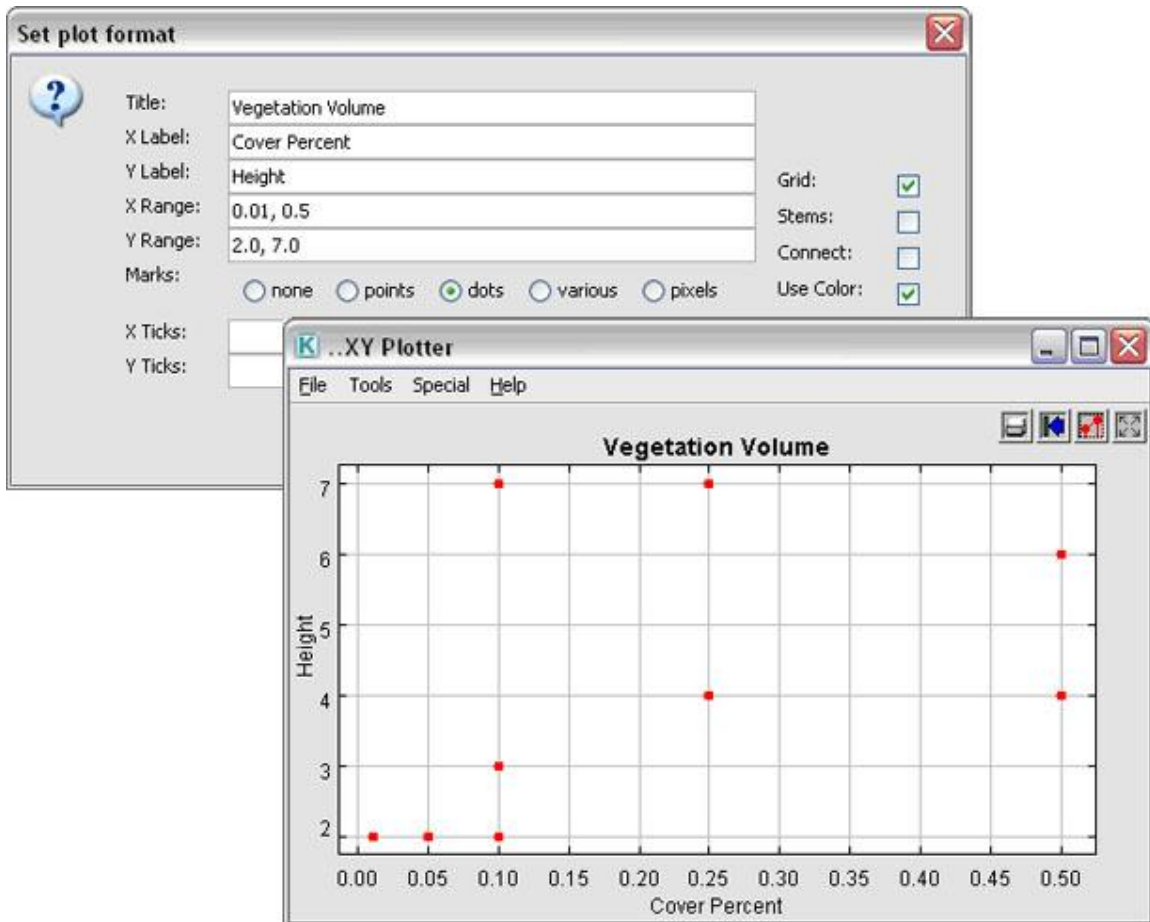 Set plot format
Title: Vegetation Volume
X Label: Cover Percent
Y Label: Height
X Range: 0.01, 0.5
Y Range: 2.0, 7.0
Marks: none points dots various pixels
Grid:
Stems:
Connect:
Use Color:
X Ticks:
Y Ticks:
K ..XY Plotter
File Tools Special Help
Vegetation Volume
7
6
5
4
3
2
Height
0.00 0.05 0.10 0.15 0.20 0.25 0.30 0.35 0.40 0.45 0.50
Cover Percent